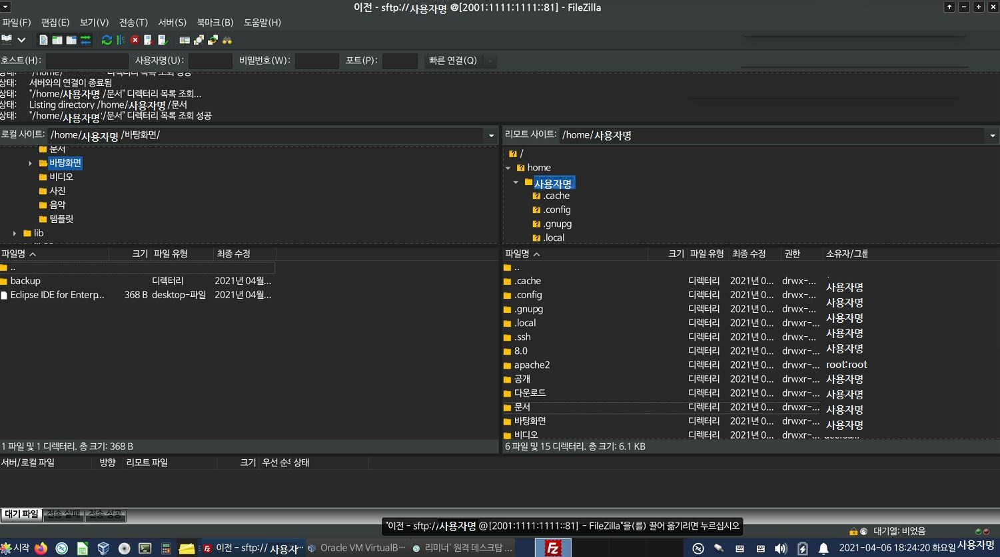 이전 - sftp://사용자명 @[2001:1111:1111::81] - FileZilla
파일(F) 편집(E) 보기(V) 전송(T) 서버(S) 북마크(B) 도움말(H)
호스트(H): 사용자명(U): 비밀번호(W): 포트(P): 빠른 연결(Q)
상태: "/home/ 디렉터리 목록 조회 성공
상태: 서버와의 연결이 종료됨
상태: "/home/사용자명 /문서" 디렉터리 목록 조회...
상태: Listing directory /home/사용자명 /문서
상태: "/home/사용자명 /문서" 디렉터리 목록 조회 성공
로컬 사이트: /home/사용자명 /바탕화면/
문서
바탕화면
비디오
사진
음악
템플릿
lib
파일명 크기 파일 유형 최종 수정
..
backup 디렉터리 2021년 04월...
Eclipse IDE for Enterp... 368 B desktop-파일 2021년 04월...
1 파일 및 1 디렉터리. 총 크기: 368 B
리모트 사이트: /home/사용자명
/
home
사용자명
.cache
.config
.gnupg
.local
파일명 크기 파일 유형 최종 수정 권한 소유자/그룹
..
.cache 디렉터리 2021년 0... drwx-... 사용자명
.config 디렉터리 2021년 0... drwx-... 사용자명
.gnupg 디렉터리 2021년 0... drwx-... 사용자명
.local 디렉터리 2021년 0... drwxr-... 사용자명
.ssh 디렉터리 2021년 0... drwx-... 사용자명
8.0 디렉터리 2021년 0... drwxr-...
apache2 디렉터리 2021년 0... drwxr-... root:root
공개 디렉터리 2021년 0... drwxr-... 사용자명
다운로드 디렉터리 2021년 0... drwxr-... 사용자명
문서 디렉터리 2021년 0... drwxr-... 사용자명
바탕화면 디렉터리 2021년 0... drwxr-... 사용자명
비디오 디렉터리 2021년 0... drwxr-...
6 파일 및 15 디렉터리. 총 크기: 6.1 KB
서버/로컬 파일 방향 리모트 파일 크기 우선 순위 상태
대기 파일 전송 실패 전송 성공
"이전 - sftp://사용자명 @[2001:1111:1111::81] - FileZilla"을(를) 끌어 옮기려면 누르십시오
대기열: 비었음
시작 이전 - sftp://사용자··· Oracle VM VirtualB··· 리미너' 원격 데스크탑 ... 2021-04-06 18:24:20 화요일 사용자명